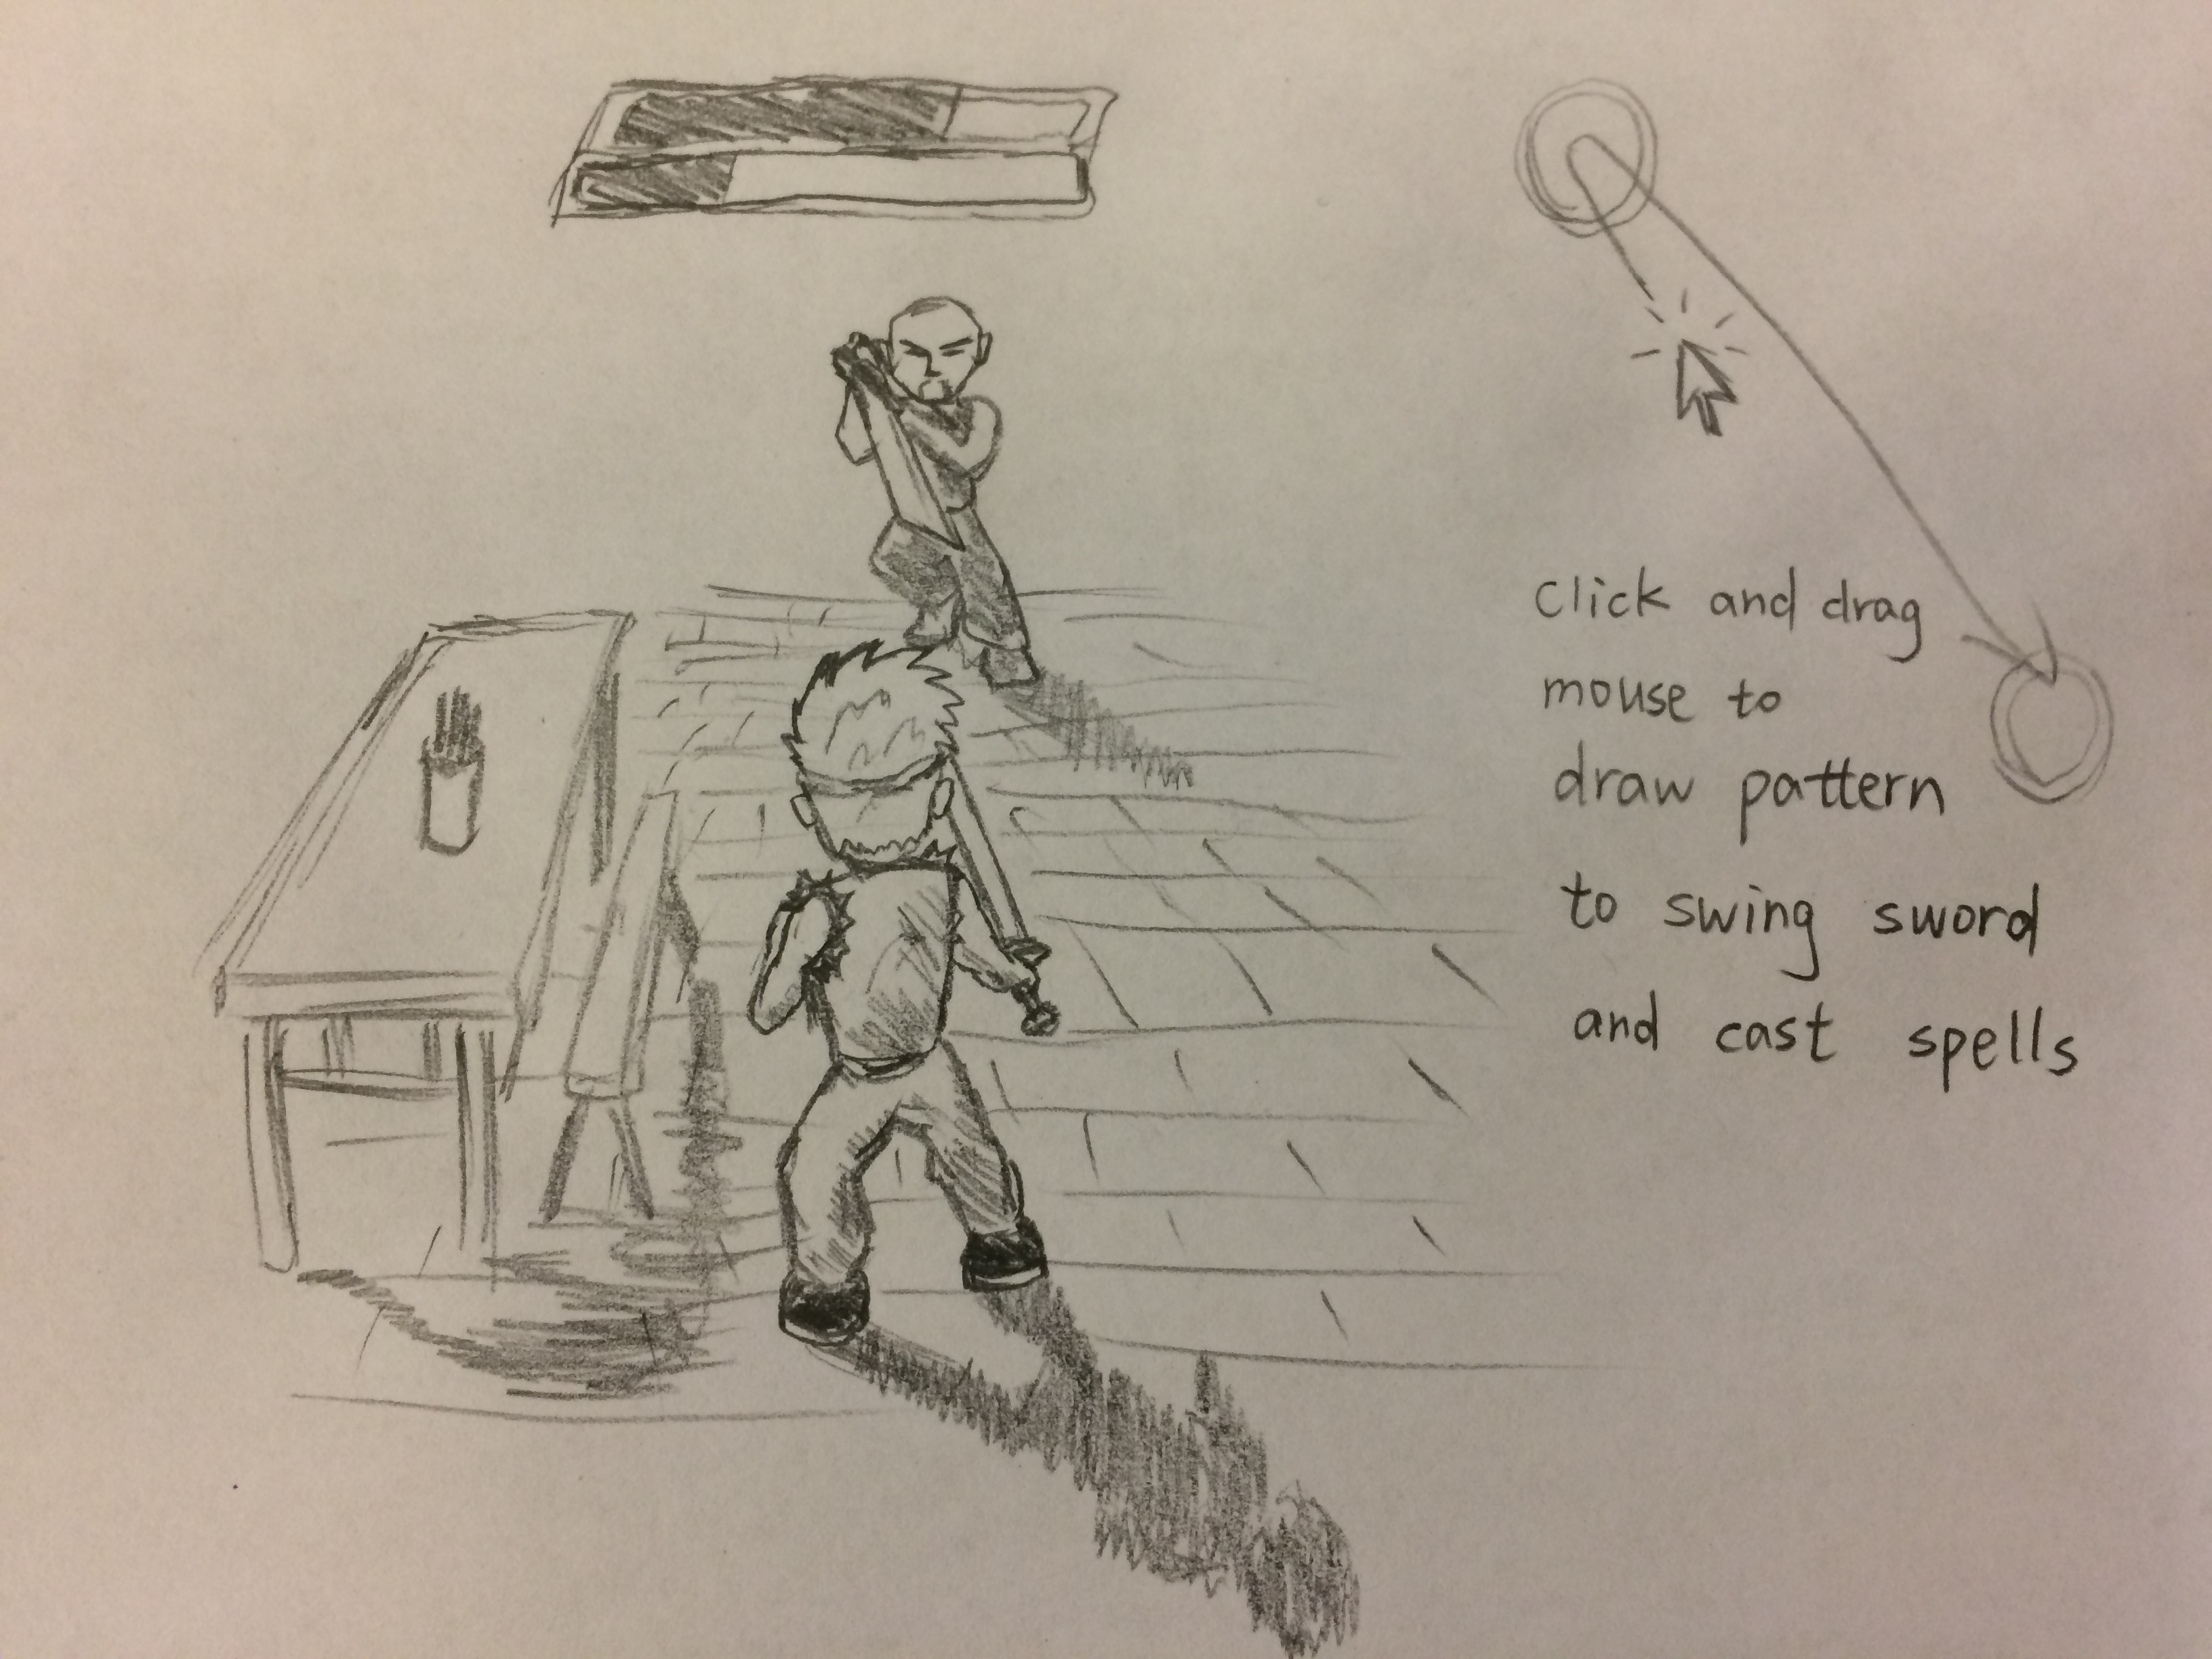 click and drag
mouse to
draw pattern
to swing sword
and cast spells